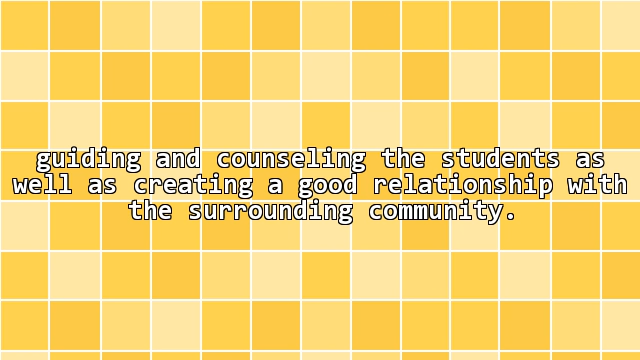 guiding and counseling the students as
well as creating a good relationship with
the surrounding community.